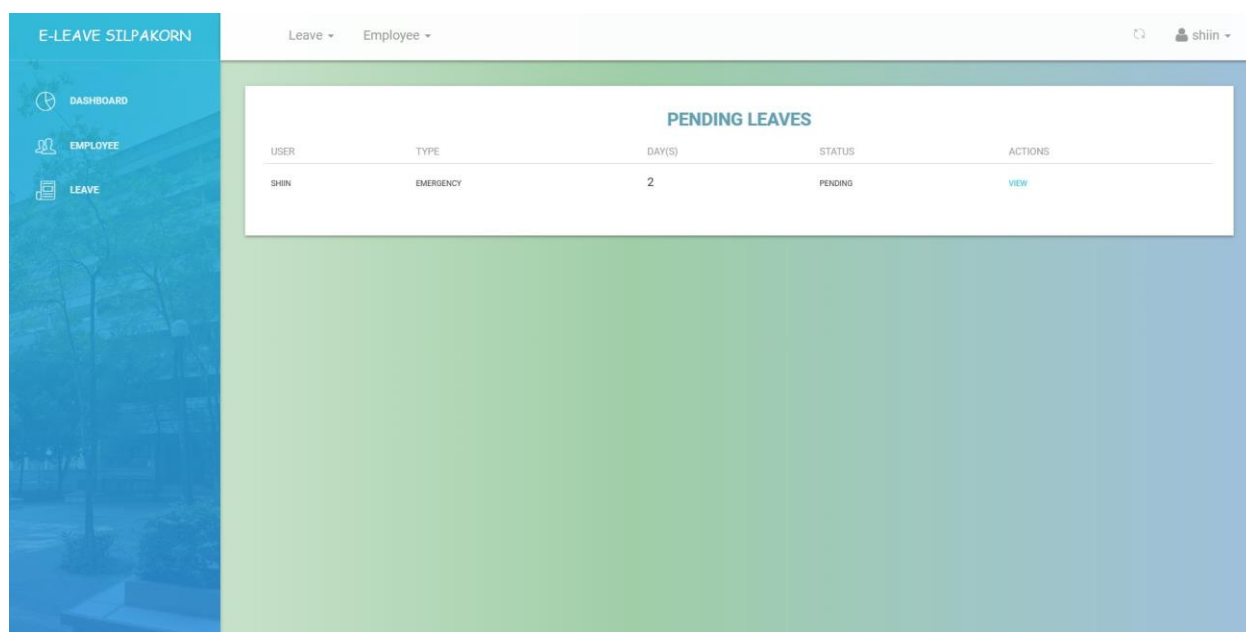 E-LEAVE SILPAKORN
Leave Employee shiin
DASHBOARD
EMPLOYEE
LEAVE
PENDING LEAVES
USER TYPE DAY(S) STATUS ACTIONS
SHIIN EMERGENCY 2 PENDING VIEW